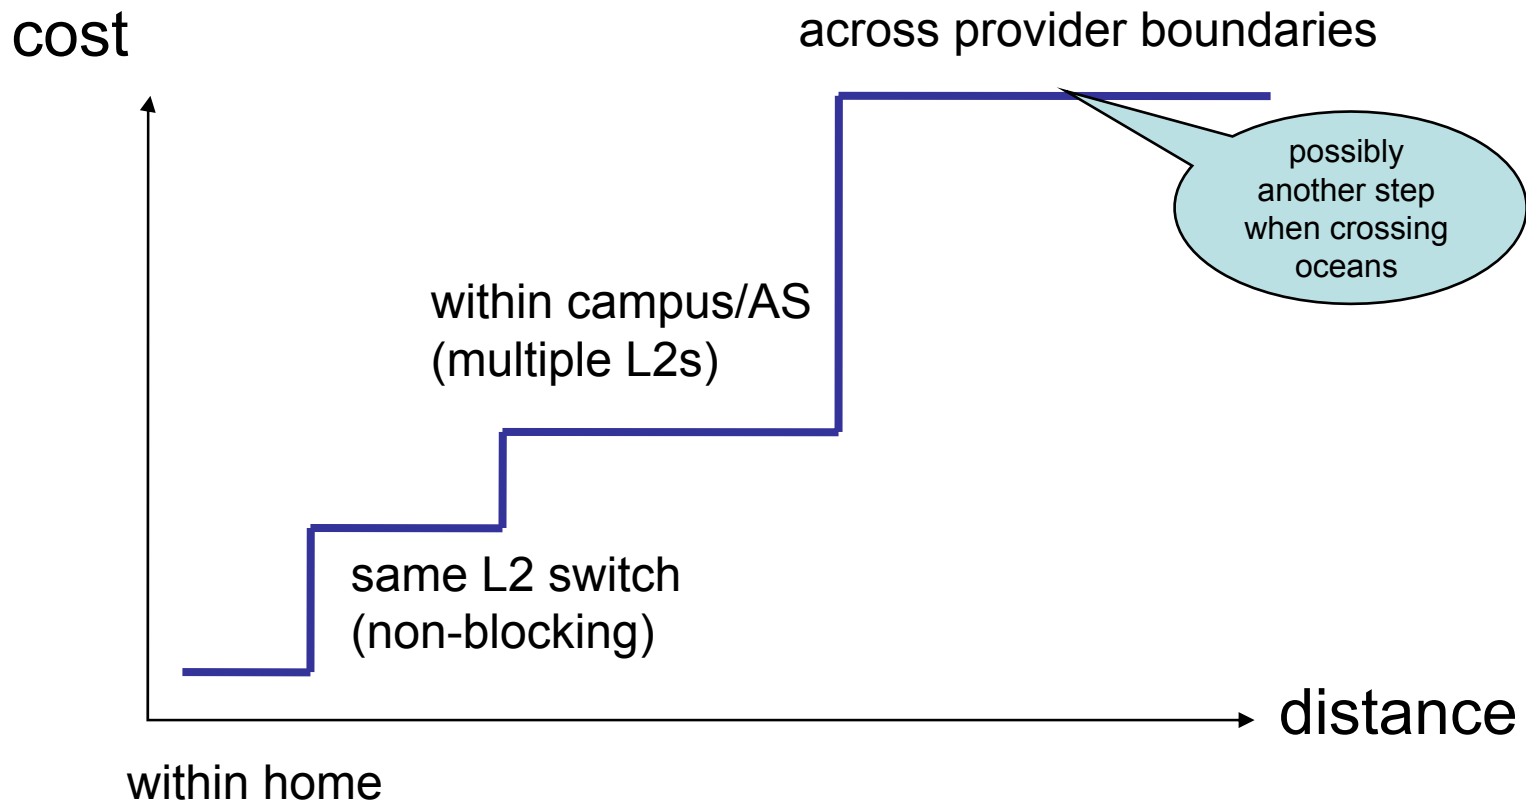 cost
across provider boundaries
possibly
another step
when crossing
oceans
within campus/AS
(multiple L2s)
same L2 switch
(non-blocking)
distance
within home